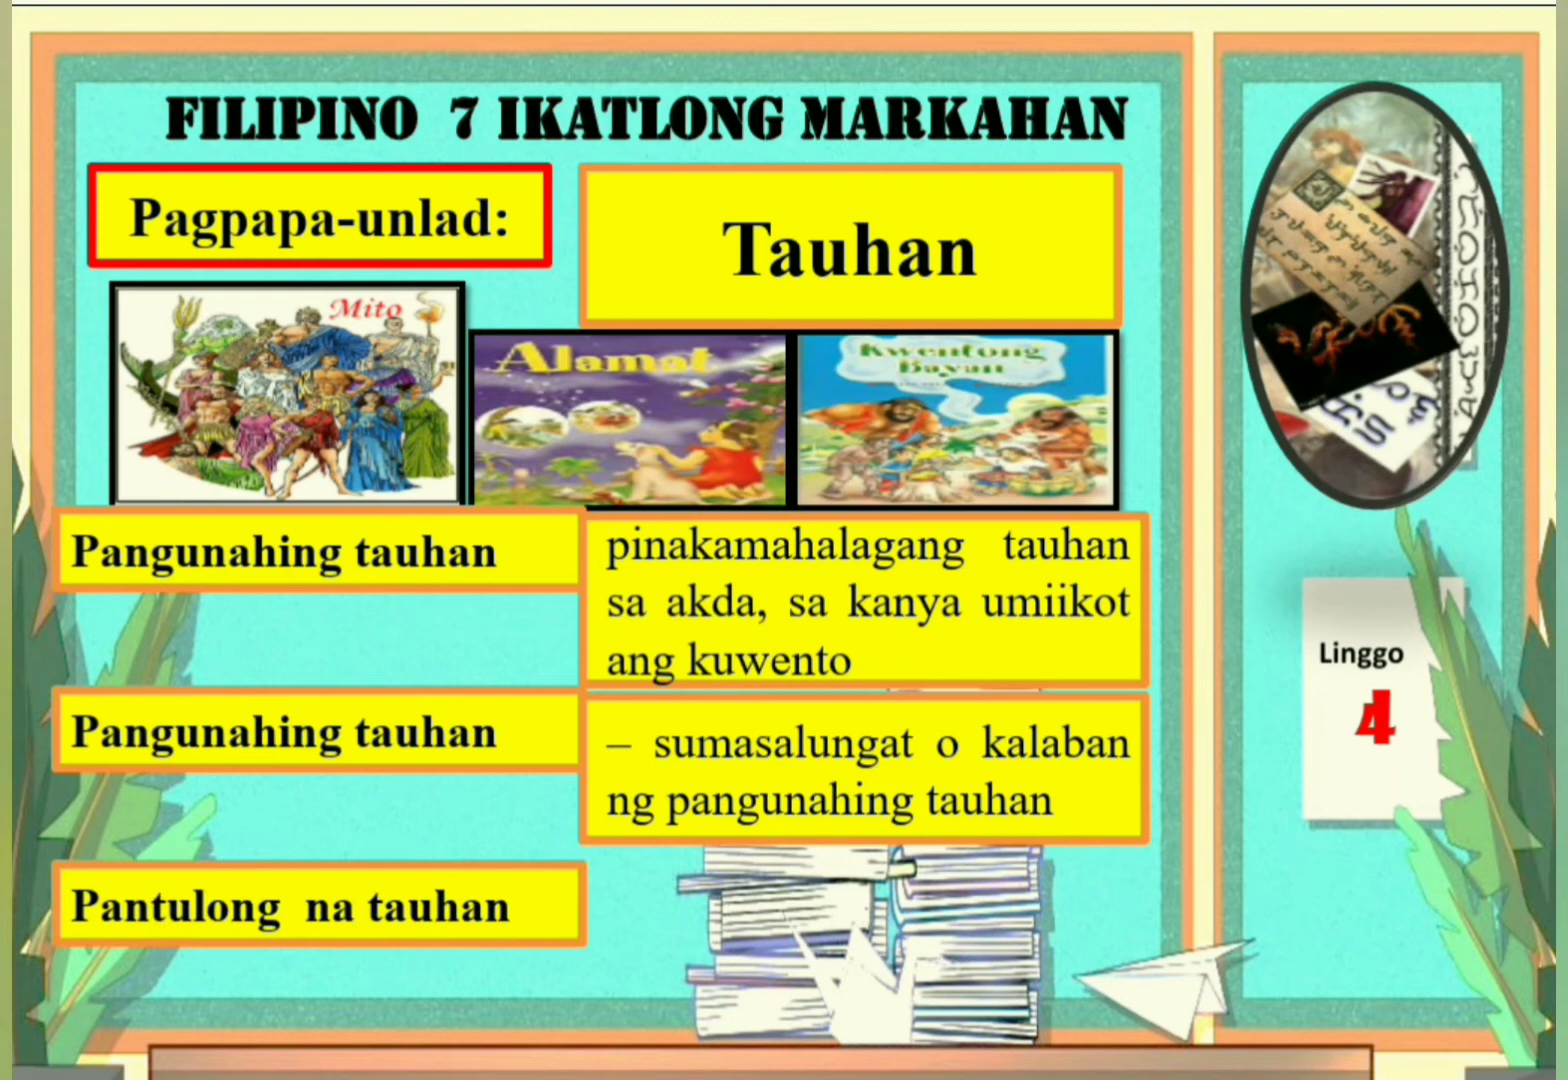 FILIPINO 7 IKATLONG MARKAHAN
Pagpapa-unlad:
Tauhan
Mito
Alamat
Kwentong
Bayan
Pangunahing tauhan
pinakamahalagang tauhan
sa akda, sa kanya umiikot
ang kuwento
Pangunahing tauhan
– sumasalungat o kalaban
ng pangunahing tauhan
Pantulong na tauhan
Linggo
4